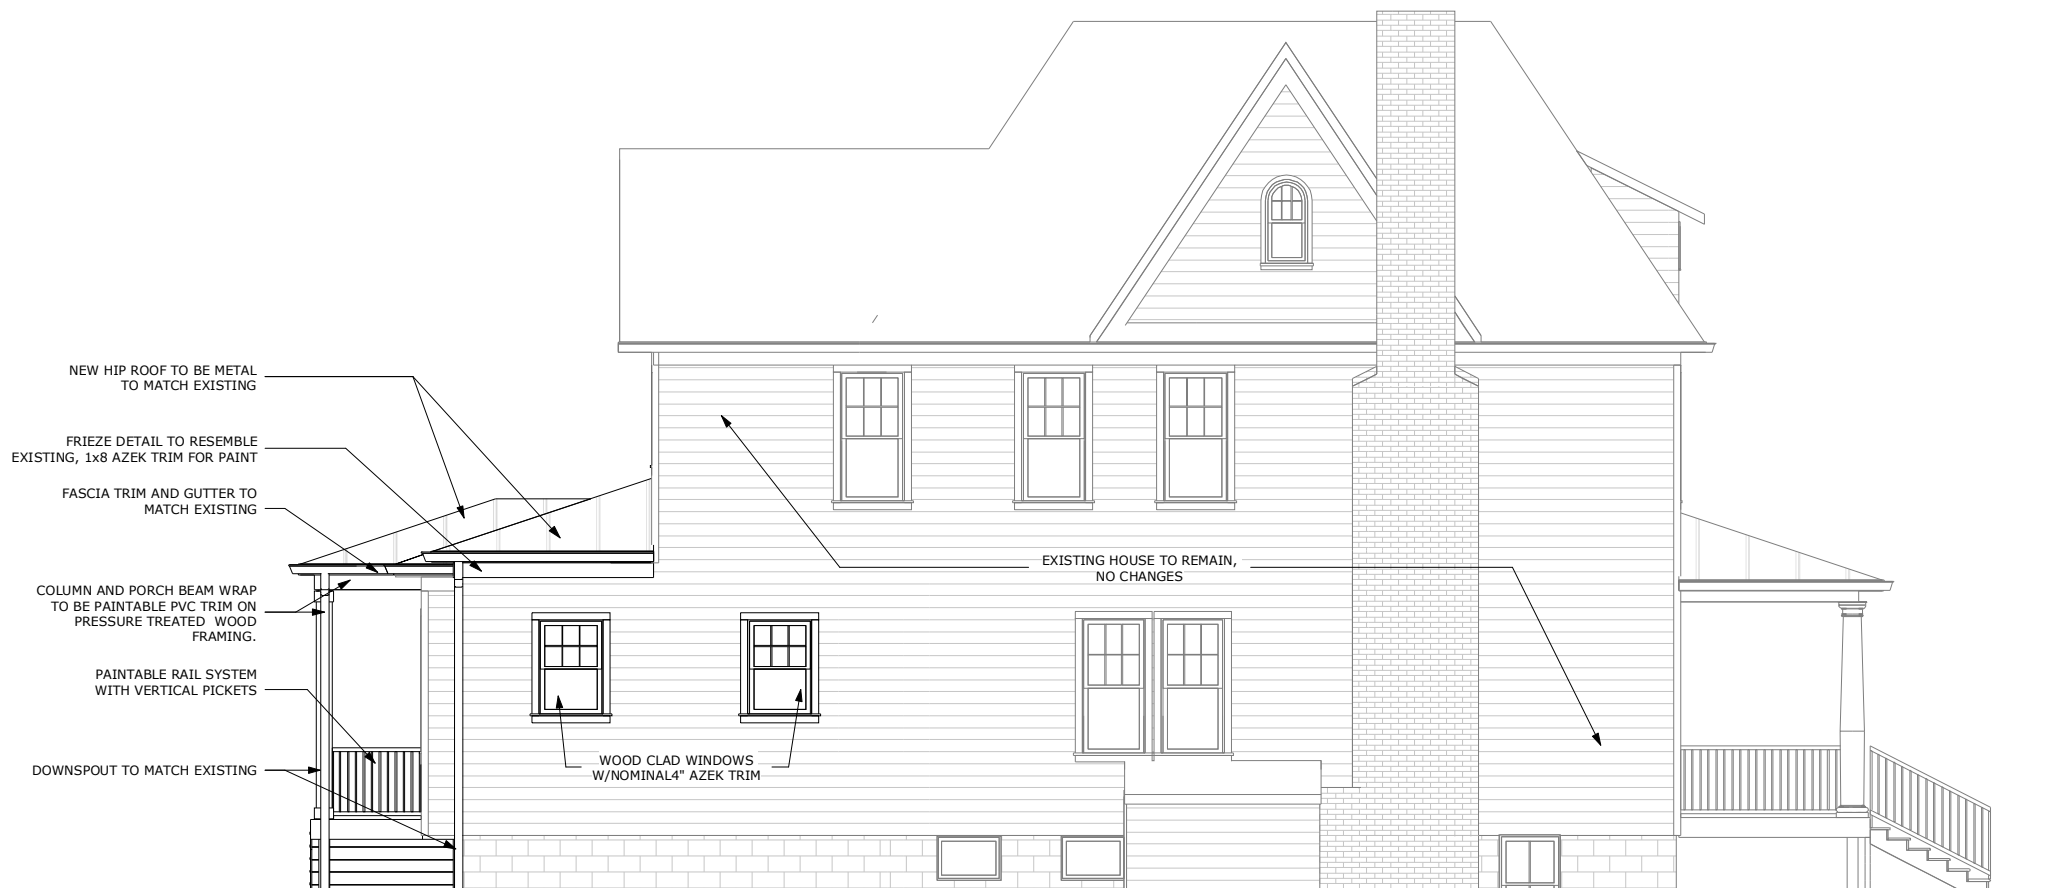 NEW HIP ROOF TO BE METAL
TO MATCH EXISTING
FRIEZE DETAIL TO RESEMBLE
EXISTING, 1x8 AZEK TRIM FOR PAINT
FASCIA TRIM AND GUTTER TO
MATCH EXISTING
COLUMN AND PORCH BEAM WRAP
TO BE PAINTABLE PVC TRIM ON
PRESSURE TREATED  WOOD
FRAMING.
PAINTABLE RAIL SYSTEM
WITH VERTICAL PICKETS
DOWNSPOUT TO MATCH EXISTING
WOOD CLAD WINDOWS
W/NOMINAL4" AZEK TRIM
EXISTING HOUSE TO REMAIN,
NO CHANGES